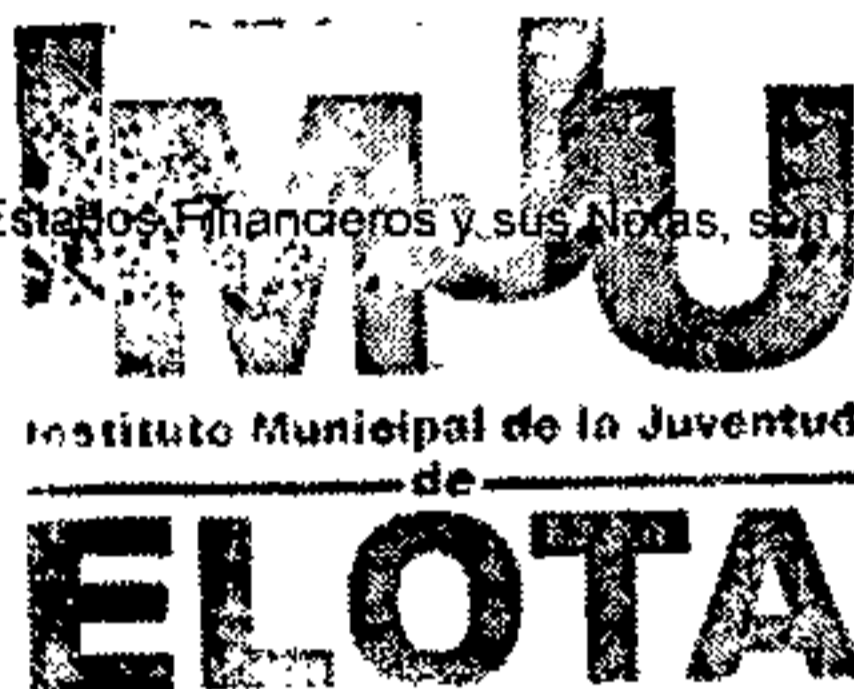 IMJU
Estados Financieros y sus Notas, son
Instituto Municipal de la Juventud
de
ELOTA